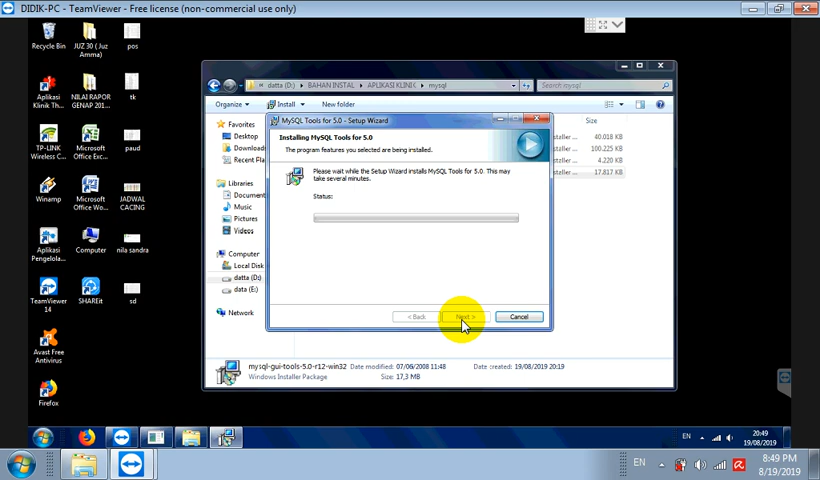 DIDIK-PC - TeamViewer - Free license (non-commercial use only)
Recycle Bin
JUZ 30 ( Juz Amma)
pos
Aplikasi Klinik Th...
NILAI RAPOR GENAP 201...
tk
TP-LINK Wireless C...
Microsoft Office Exc...
paud
Winamp
Microsoft Office Wo...
JADWAL CACING
Aplikasi Pengelola...
Computer
nila sandra
TeamViewer 14
SHAREit
sd
Avast Free Antivirus
Firefox
datta (D:)
BAHAN INSTAL
APLIKASI KLINIK
mysql
Search mysql
Organize
Install
New folder
Favorites
Desktop
Downloads
Recent Pla
Libraries
Document
Music
Pictures
Videos
Computer
Local Disk
datta (D:)
data (E:)
Network
Size
staller ...
40.018 KB
staller ...
100.225 KB
staller ...
4.220 KB
staller ...
17.817 KB
MySQL Tools for 5.0 - Setup Wizard
Installing MySQL Tools for 5.0
The program features you selected are being installed.
Please wait while the Setup Wizard installs MySQL Tools for 5.0. This may
take several minutes.
Status:
< Back
Next >
Cancel
mysql-gui-tools-5.0-r12-win32 Date modified: 07/06/2008 11:48 Date created: 19/08/2019 20:19
Windows Installer Package Size: 17,3 MB
EN
20:49
19/08/2019
EN
8:49 PM
8/19/2019